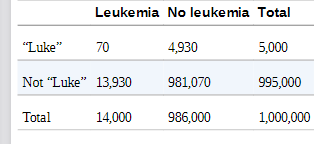 Leukemia No leukemia Total
“Luke” 70 4,930 5,000
Not “Luke” 13,930 981,070 995,000
Total 14,000 986,000 1,000,000